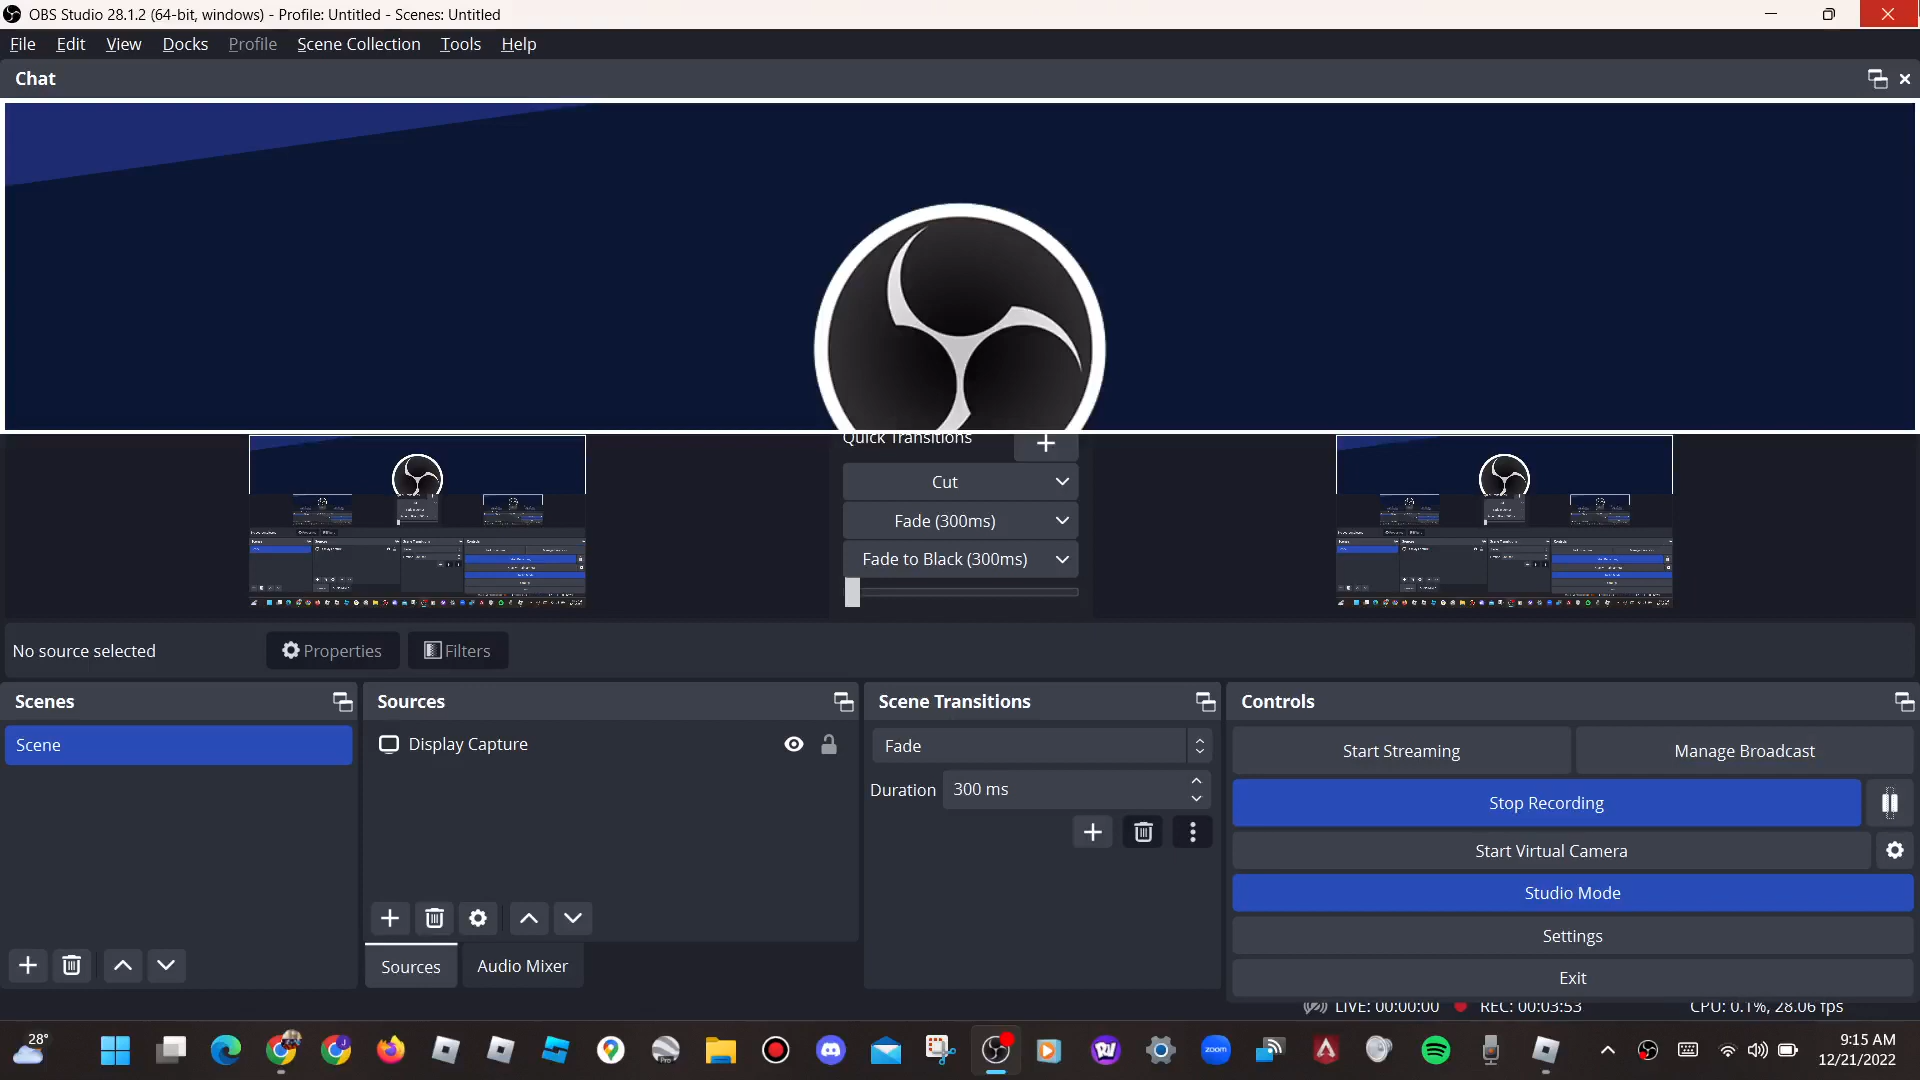 OBS Studio 28.1.2 (64-bit, windows) - Profile: Untitled - Scenes: Untitled
File Edit View Docks Profile Scene Collection Tools Help
Chat
Quick Transitions
Cut
Fade (300ms)
Fade to Black (300ms)
No source selected Properties Filters
Scenes
Scene
Sources
Display Capture
Sources Audio Mixer
Scene Transitions
Fade
Duration 300 ms
Controls
Start Streaming Manage Broadcast
Stop Recording
Start Virtual Camera
Studio Mode
Settings
Exit
LIVE: 00:00:00 REC: 00:03:53 CPU: 0.1%, 28.06 fps
28°
Pro
zoom
9:15 AM
12/21/2022